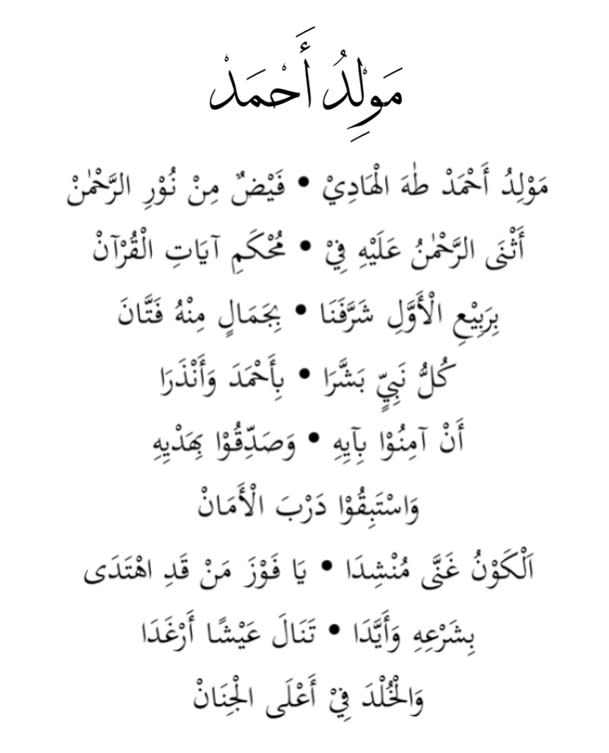 مَوْلِدُ أَحْمَدْ
مَوْلِدُ أَحْمَدْ طٰهَ الْهَادِيْ • فَيْضٌ مِنْ نُوْرِ الرَّحْمٰنْ
أَثْنَى الرَّحْمٰنُ عَلَيْهِ فِيْ • مُحْكَمِ آيَاتِ الْقُرْآنْ
بِرَبِيْعِ الْأَوَّلِ شَرَّفَنَا • بِجَمَالٍ مِنْهُ فَتَّانَ
كُلُّ نَبِيٍّ بَشَّرَا • بِأَحْمَدَ وَأَنْذَرَا
أَنْ آمِنُوْا بِآيِهِ • وَصَدِّقُوْا بِهَدْيِهِ
وَاسْتَبِقُوْا دَرْبَ الْأَمَانْ
اَلْكَوْنُ غَنَّى مُنْشِدَا • يَا فَوْزَ مَنْ قَدِ اهْتَدَى
بِشَرْعِهِ وَأَيَّدَا • تَنَالَ عَيْشًا أَرْغَدَا
وَالْخُلْدَ فِيْ أَعْلَى الْجِنَانْ